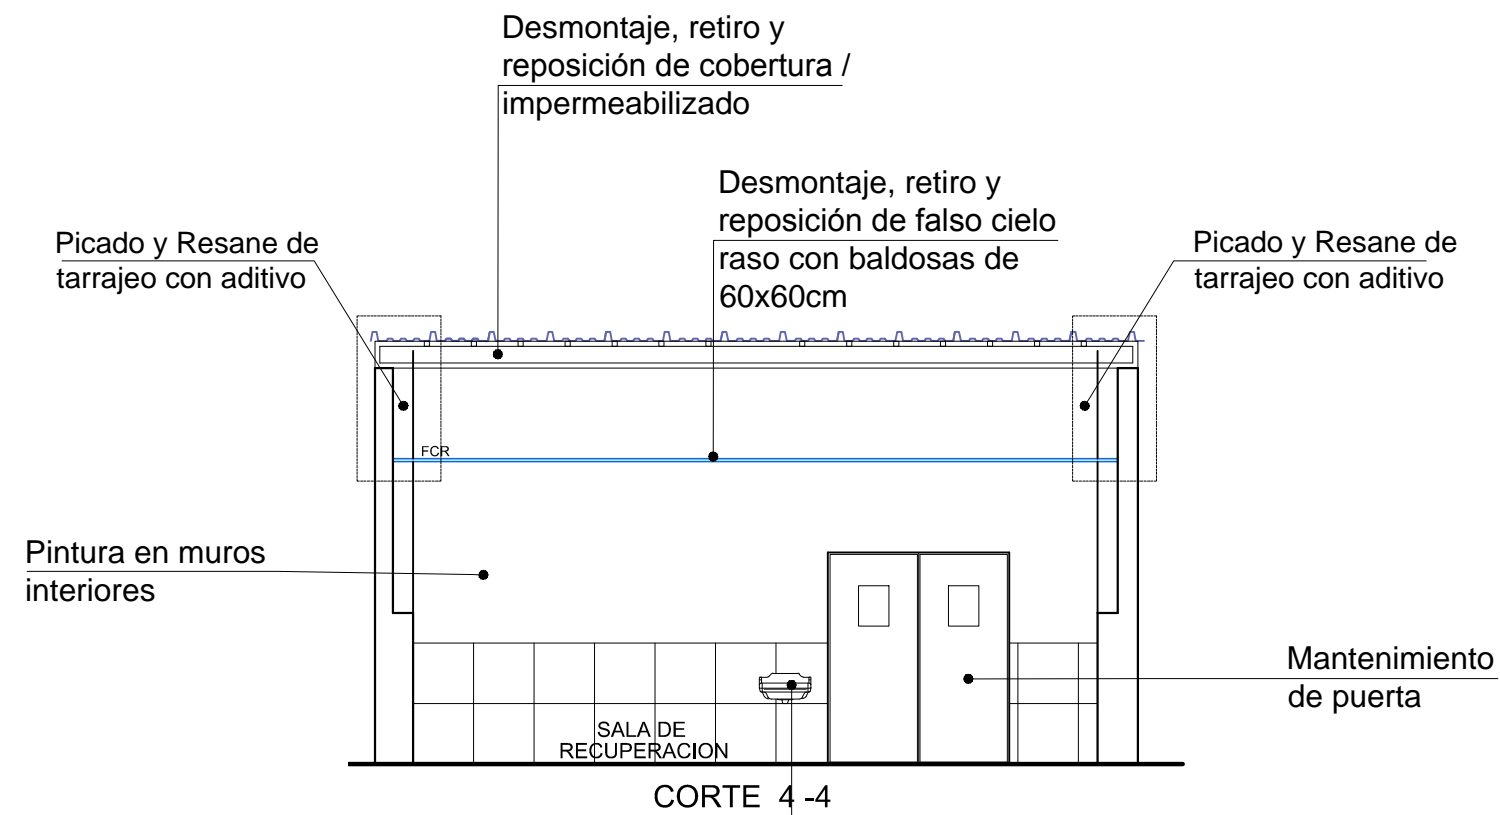 Desmontaje, retiro y
reposición de cobertura /
impermeabilizado
Desmontaje, retiro y
reposición de falso cielo
raso con baldosas de
60x60cm
Picado y Resane de
tarrajeo con aditivo
Picado y Resane de
tarrajeo con aditivo
FCR
Pintura en muros
interiores
Mantenimiento
de puerta
SALA DE
RECUPERACION
CORTE 4 -4